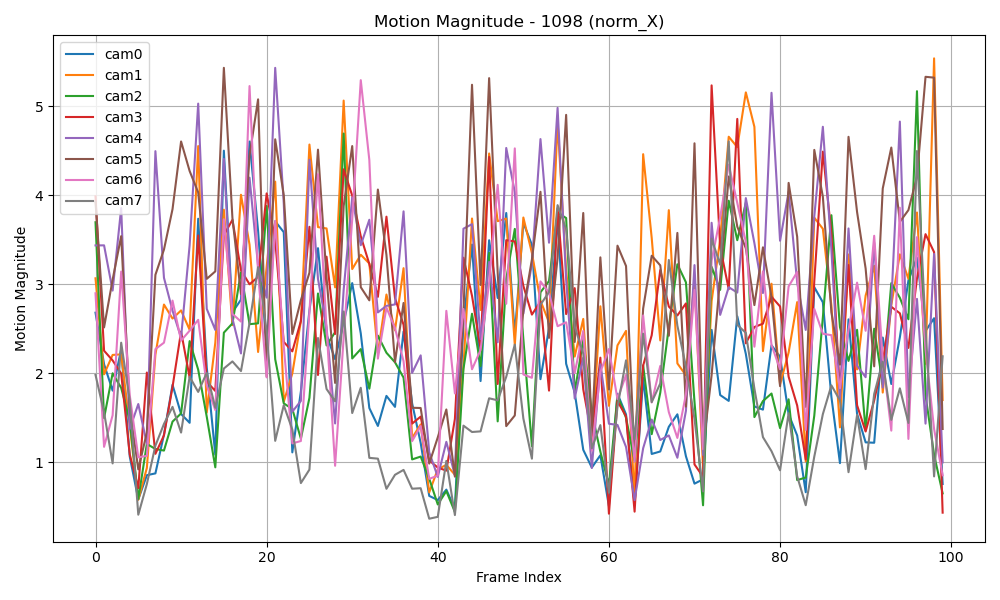 Motion Magnitude - 1098 (norm_X)
cam0
cam1
cam2
cam3
cam4
cam5
cam6
cam7
5
4
3
2
1
Motion Magnitude
0 20 40 60 80 100
Frame Index